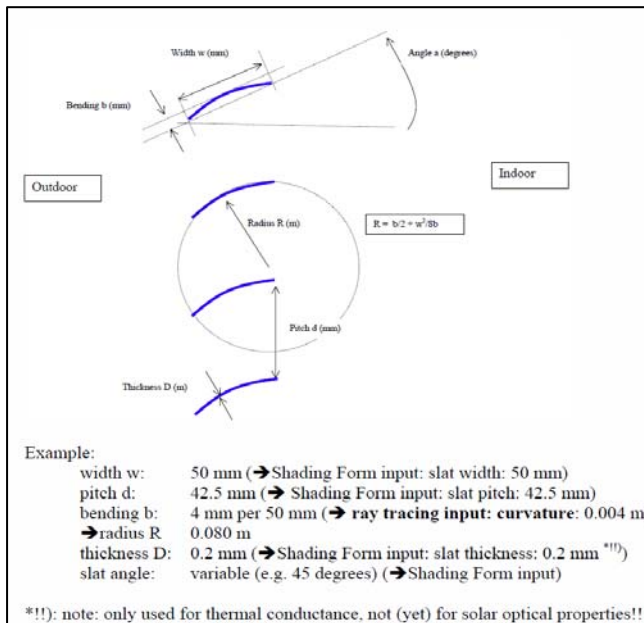 Width w (mm)
Angle a (degrees)
Bending b (mm)
Outdoor
Indoor
Radius R (m)
R = b/2 + w²/8b
Pitch d (mm)
Thickness D (m)
Example:
width w: 50 mm (➔Shading Form input: slat width: 50 mm)
pitch d: 42.5 mm (➔ Shading Form input: slat pitch: 42.5 mm)
bending b: 4 mm per 50 mm (➔ ray tracing input: curvature: 0.004 m
➔radius R 0.080 m
thickness D: 0.2 mm (➔Shading Form input: slat thickness: 0.2 mm *!!))
slat angle: variable (e.g. 45 degrees) (➔Shading Form input)
*!!): note: only used for thermal conductance, not (yet) for solar optical properties!!